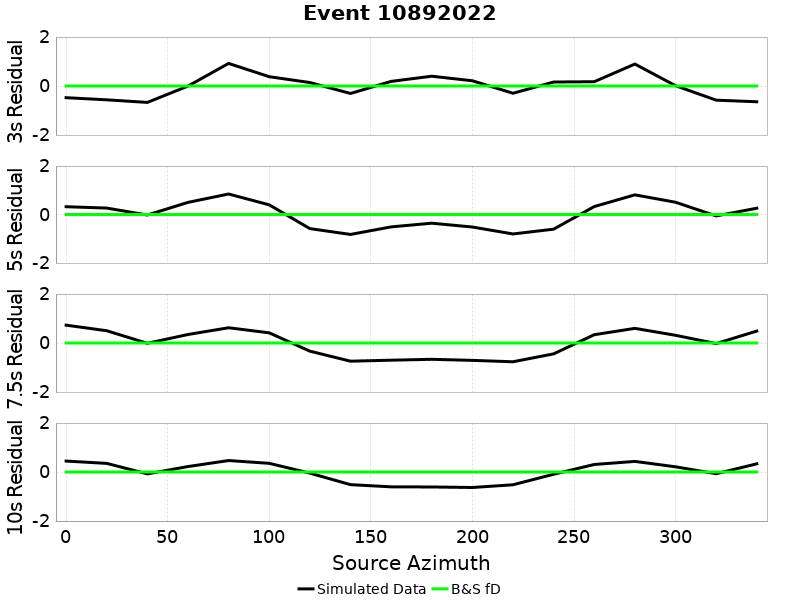 Event 10892022
3s Residual
2
0
-2
5s Residual
2
0
-2
7.5s Residual
2
0
-2
10s Residual
2
0
-2
0 50 100 150 200 250 300
Source Azimuth
Simulated Data B&S fD